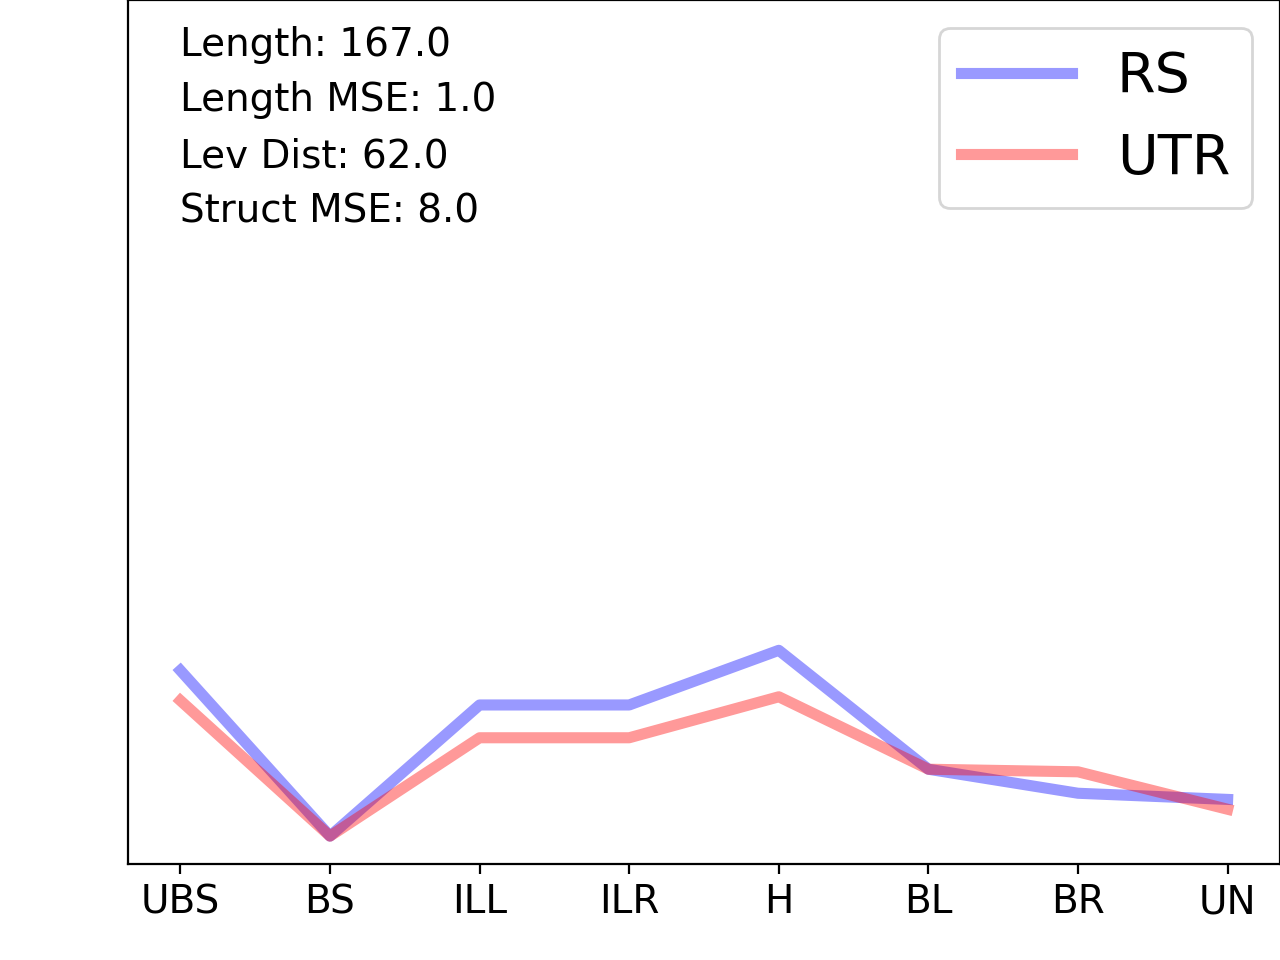 Length: 167.0
Length MSE: 1.0
Lev Dist: 62.0
Struct MSE: 8.0
RS
UTR
UBS BS ILL ILR H BL BR UN